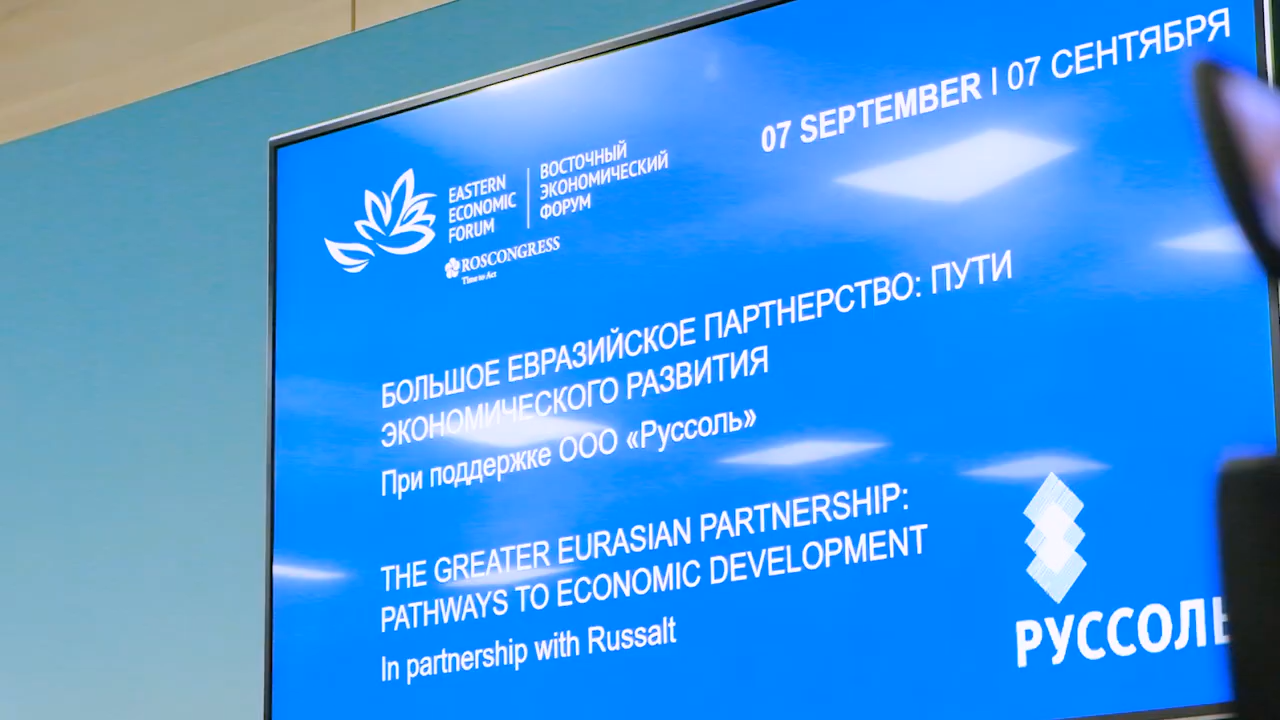 07 SEPTEMBER | 07 СЕНТЯБРЯ
EASTERN
ECONOMIC
FORUM
ВОСТОЧНЫЙ
ЭКОНОМИЧЕСКИЙ
ФОРУМ
ROSCONGRESS
Time to Act
БОЛЬШОЕ ЕВРАЗИЙСКОЕ ПАРТНЕРСТВО: ПУТИ
ЭКОНОМИЧЕСКОГО РАЗВИТИЯ
При поддержке ООО «Руссоль»
THE GREATER EURASIAN PARTNERSHIP:
PATHWAYS TO ECONOMIC DEVELOPMENT
In partnership with Russalt
РУССОЛЬ